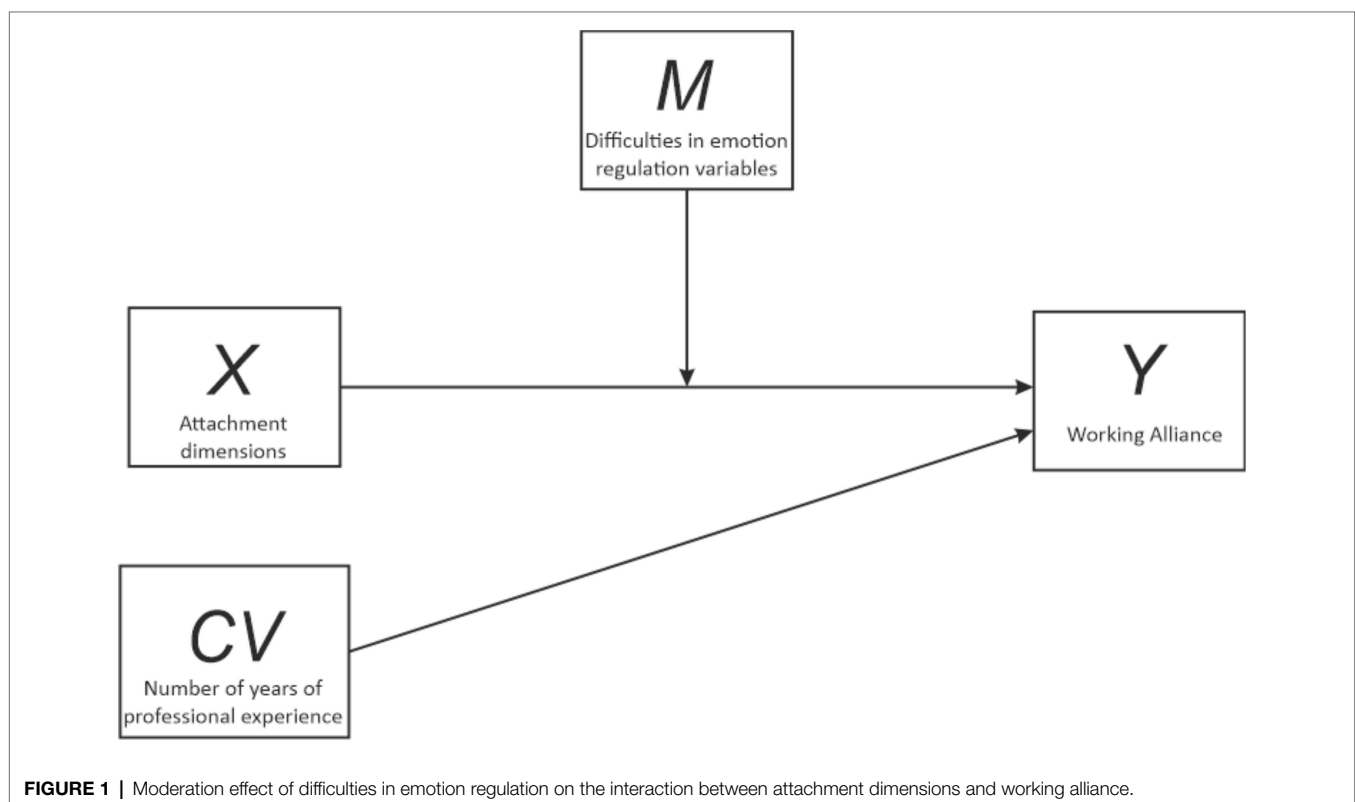 M
Difficulties in emotion
regulation variables
X
Attachment
dimensions
Y
Working Alliance
CV
Number of years of
professional experience
FIGURE 1 | Moderation effect of difficulties in emotion regulation on the interaction between attachment dimensions and working alliance.